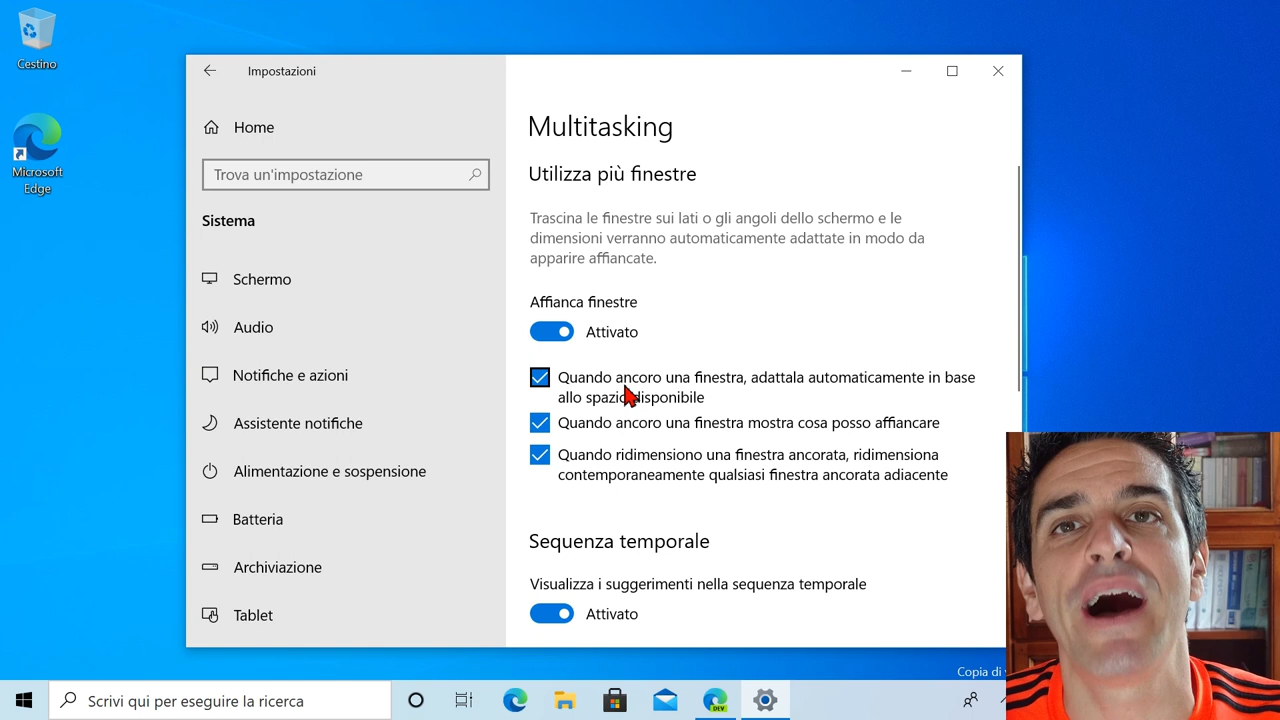 Cestino
Microsoft
Edge
Impostazioni
Home
Trova un'impostazione
Sistema
Schermo
Audio
Notifiche e azioni
Assistente notifiche
Alimentazione e sospensione
Batteria
Archiviazione
Tablet
Multitasking
Utilizza più finestre
Trascina le finestre sui lati o gli angoli dello schermo e le
dimensioni verranno automaticamente adattate in modo da
apparire affiancate.
Affianca finestre
Attivato
Quando ancoro una finestra, adattala automaticamente in base
allo spazio disponibile
Quando ancoro una finestra mostra cosa posso affiancare
Quando ridimensiono una finestra ancorata, ridimensiona
contemporaneamente qualsiasi finestra ancorata adiacente
Sequenza temporale
Visualizza i suggerimenti nella sequenza temporale
Attivato
Copia di
Scrivi qui per eseguire la ricerca
DEV